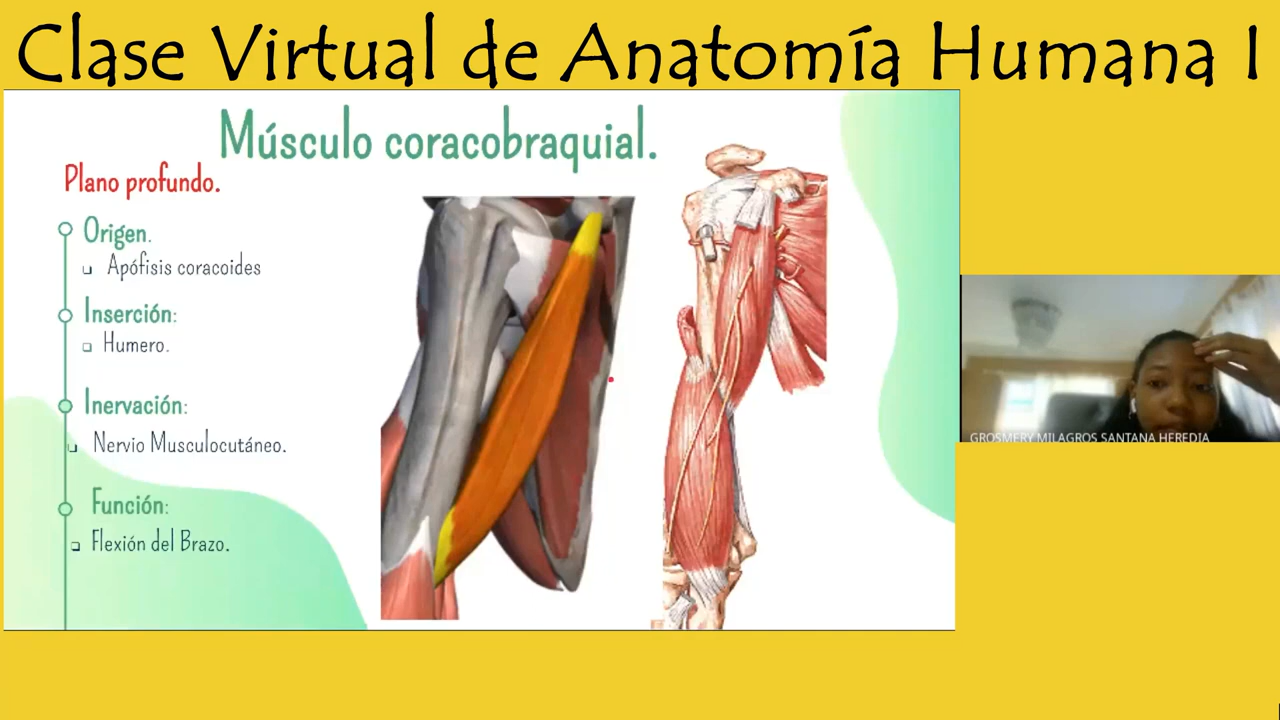 Clase Virtual de Anatomía Humana I
Músculo coracobraquial.
Plano profundo.
Origen.
Apófisis coracoides
Inserción:
Humero.
Inervación:
Nervio Musculocutáneo.
Función:
Flexión del Brazo.
GROSMERY MILAGROS SANTANA HEREDIA